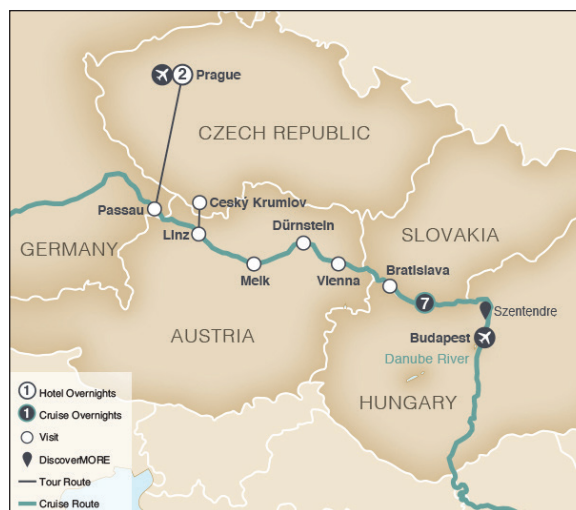 2 Prague
CZECH REPUBLIC
Ceský Krumlov
Passau
Dürnstein
Linz
SLOVAKIA
GERMANY
Melk
Vienna
Bratislava
7
Szentendre
AUSTRIA
Budapest
Danube River
HUNGARY
1 Hotel Overnights
1 Cruise Overnights
Visit
DiscoverMORE
Tour Route
Cruise Route